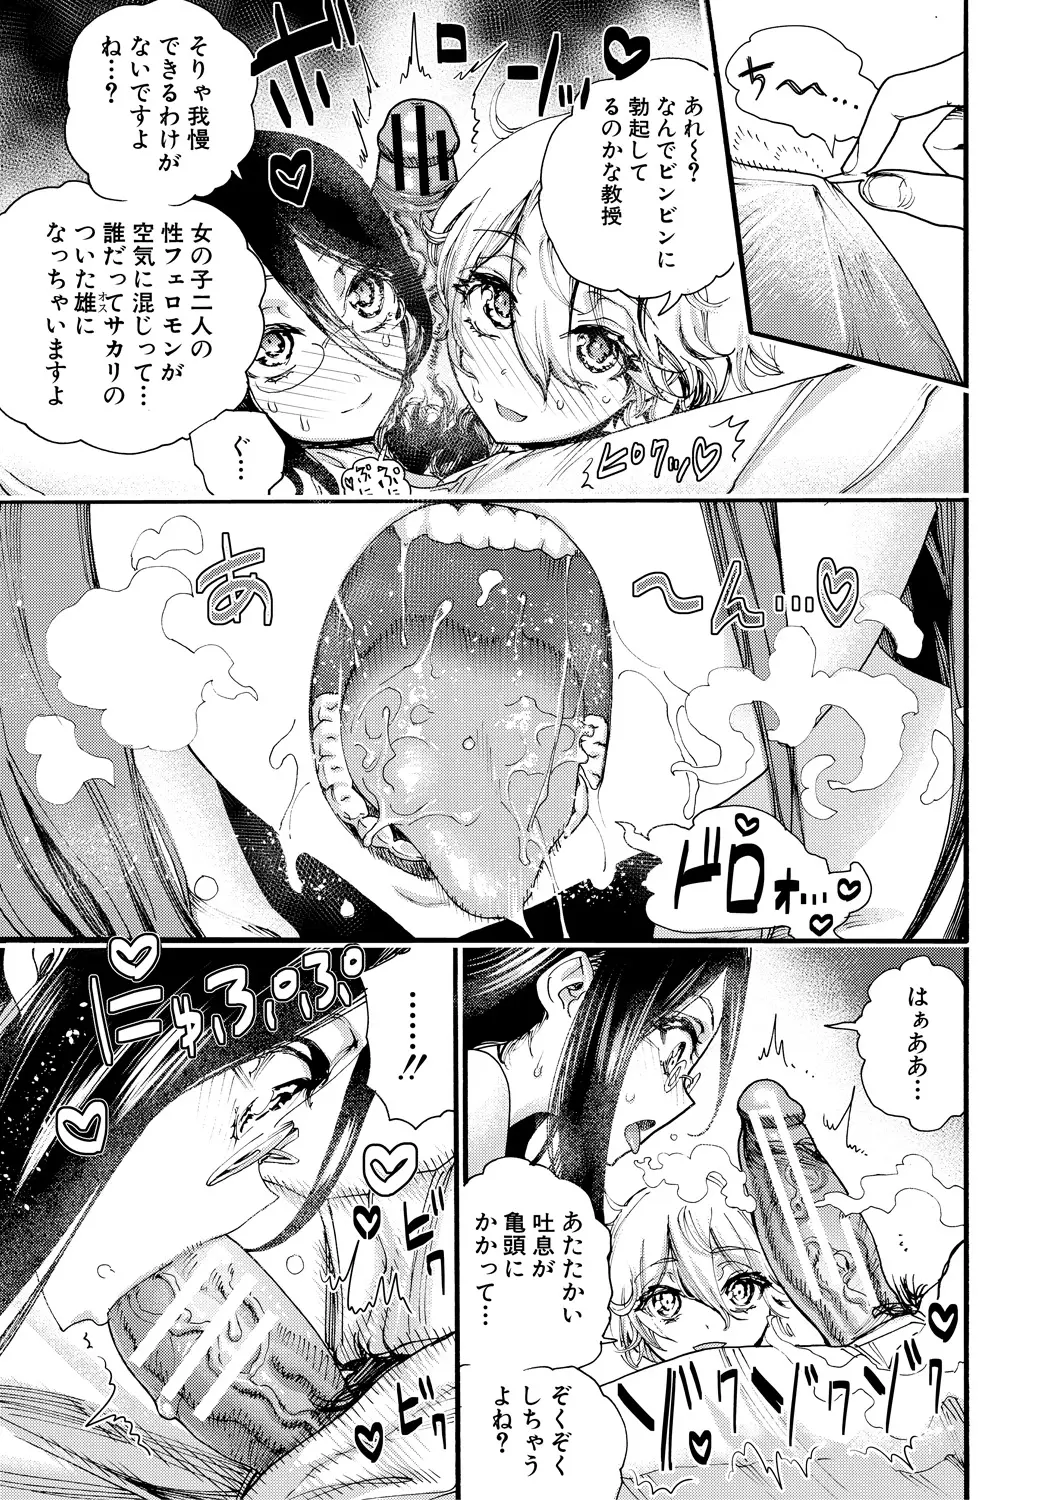 ち〜…
あれ〜?
なんでビンビンに
勃起して
るのかな教授
そりゃ我慢
できるわけが
ないですよ
ね…?
女の子二人の
性フェロモンが
空気に混じって…
誰だってサカリの
ついた雄に
オス
なっちゃいますよ
ぐ…
ぷに
ぷに
ヒクッ
あ
〜ん…
ドロォ…
はぁああ…
あたたかい
吐息が
亀頭に
かかって…
ぞくぞく
しちゃう
よね?
ゾクゾクゾク
……!!
にゅぷぷ
ビク
ビク